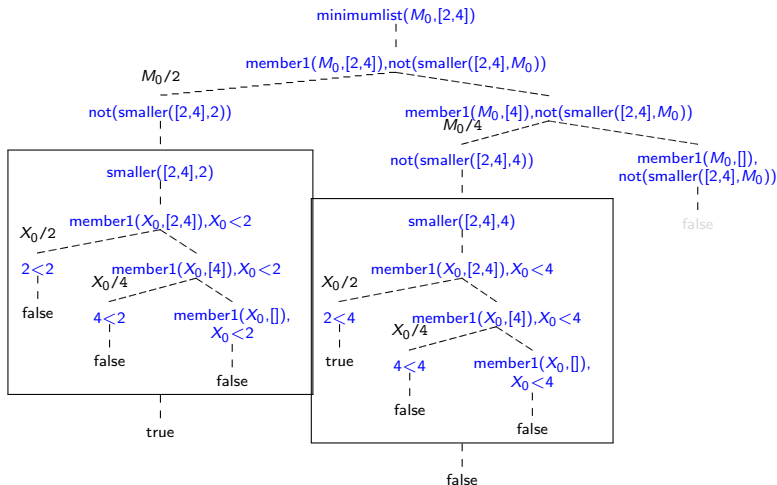 minimumlist(M₀,[2,4])
member1(M₀,[2,4]),not(smaller([2,4],M₀))
M₀/2
not(smaller([2,4],2))
member1(M₀,[4]),not(smaller([2,4],M₀))
M₀/4
not(smaller([2,4],4))
member1(M₀,[]),
not(smaller([2,4],M₀))
false
smaller([2,4],2)
member1(X₀,[2,4]),X₀<2
X₀/2
2<2
false
member1(X₀,[4]),X₀<2
X₀/4
4<2
false
member1(X₀,[]),
X₀<2
false
true
smaller([2,4],4)
member1(X₀,[2,4]),X₀<4
X₀/2
2<4
true
member1(X₀,[4]),X₀<4
X₀/4
4<4
false
member1(X₀,[]),
X₀<4
false
false